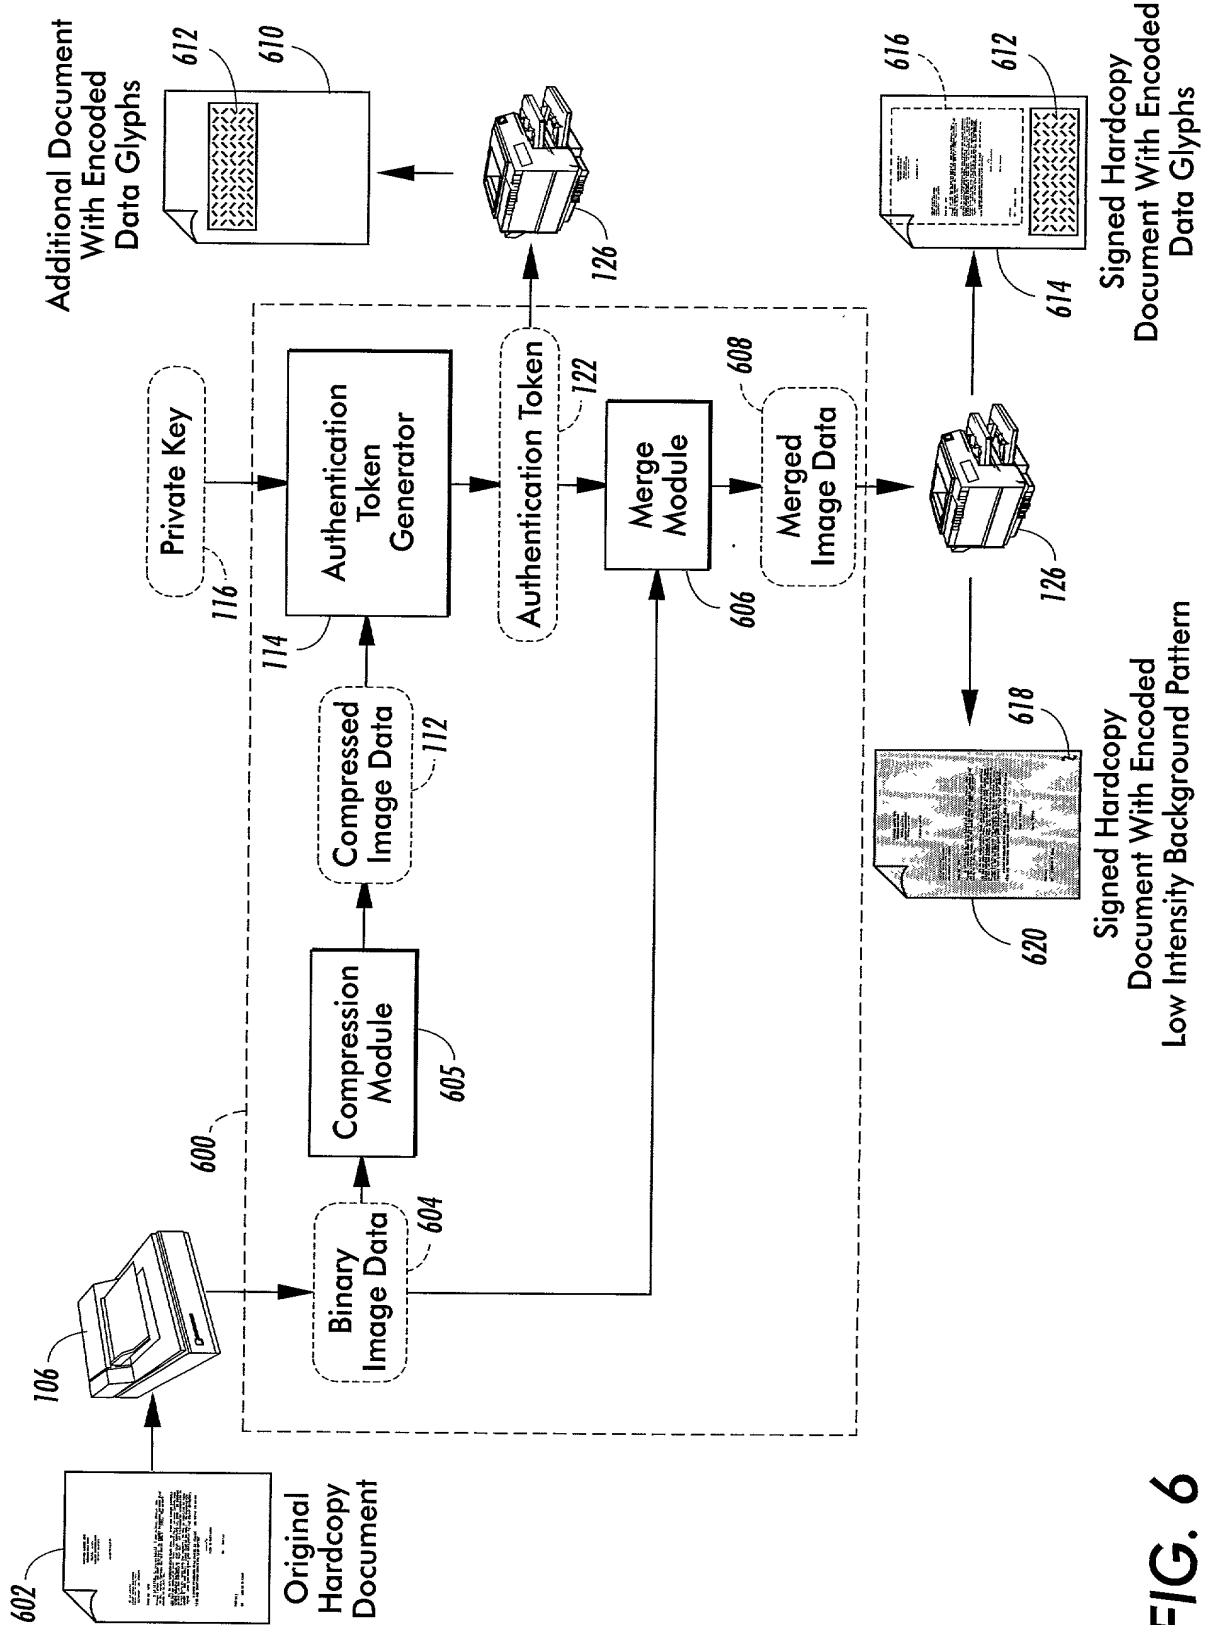 602
Original
Hardcopy
Document
106
600
Binary
Image Data
604
Compression
Module
605
Compressed
Image Data
112
Private Key
116
Authentication
Token
Generator
114
Authentication Token
122
Merge
Module
606
Merged
Image Data
608
126
Additional Document
With Encoded
Data Glyphs
612
610
126
618
620
Signed Hardcopy
Document With Encoded
Low Intensity Background Pattern
616
612
614
Signed Hardcopy
Document With Encoded
Data Glyphs
FIG. 6